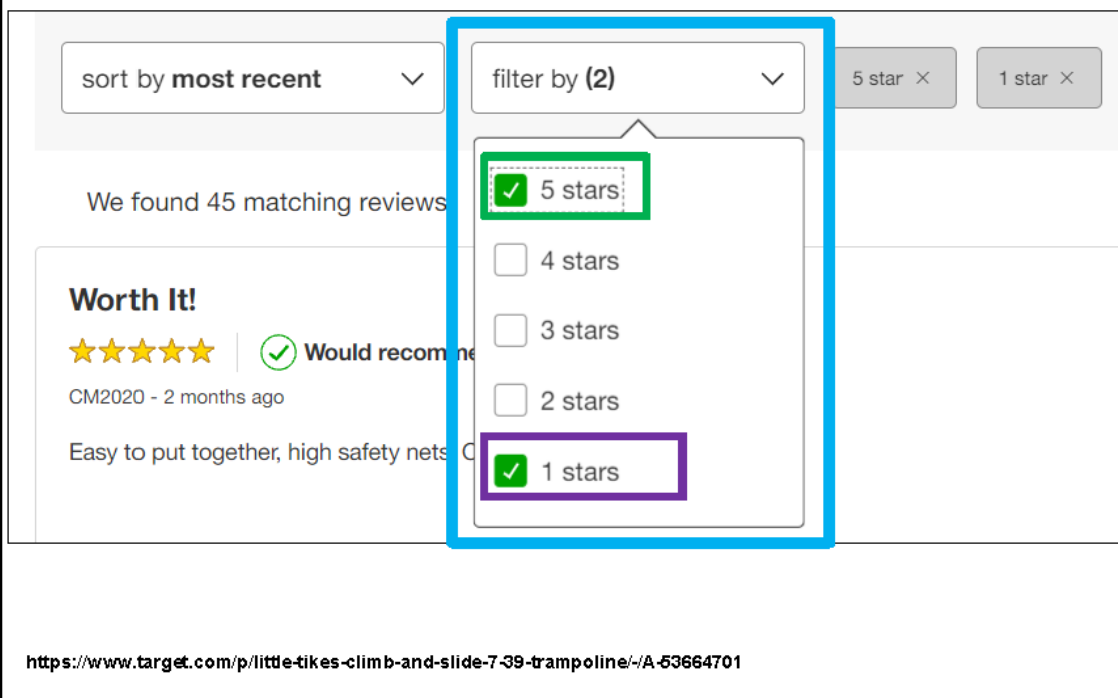 sort by most recent
filter by (2)
5 star ×
1 star ×
5 stars
4 stars
3 stars
2 stars
1 stars
We found 45 matching reviews
Worth It!
Would recomme
CM2020 - 2 months ago
Easy to put together, high safety nets
https://www.target.com/p/little-tikes-climb-and-slide-7-39-trampoline/-/A-53664701